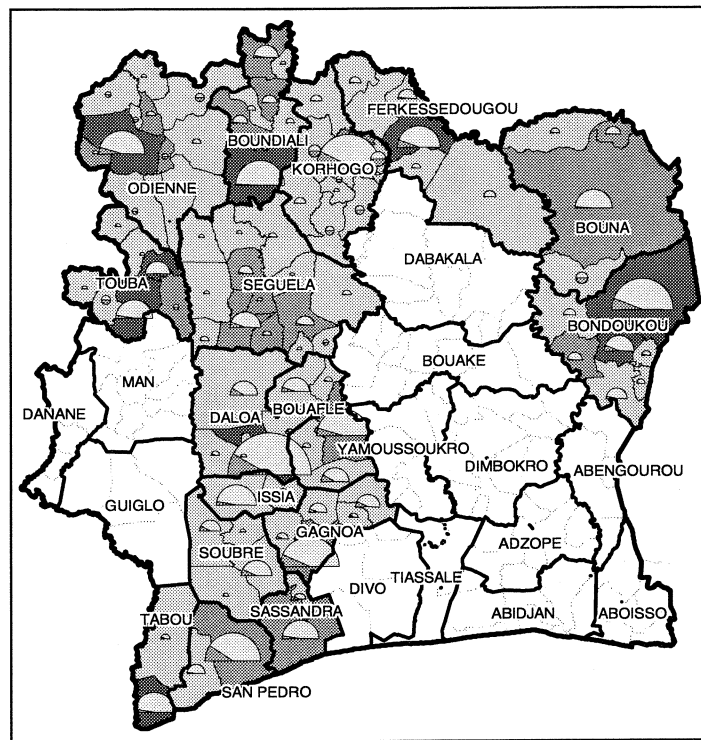 FERKESSEDOUGOU
BOUNDIALI
KORHOGO
ODIENNE
BOUNA
DABAKALA
TOUBA
SEGUELA
BONDOUKOU
BOUAKE
MAN
DANANE
DALOA
BOUAFLE
YAMOUSSOUKRO
DIMBOKRO
ABENGOUROU
ISSIA
GUIGLO
GAGNOA
ADZOPE
SOUBRE
TIASSALE
DIVO
SASSANDRA
ABIDJAN
ABOISSO
TABOU
SAN PEDRO